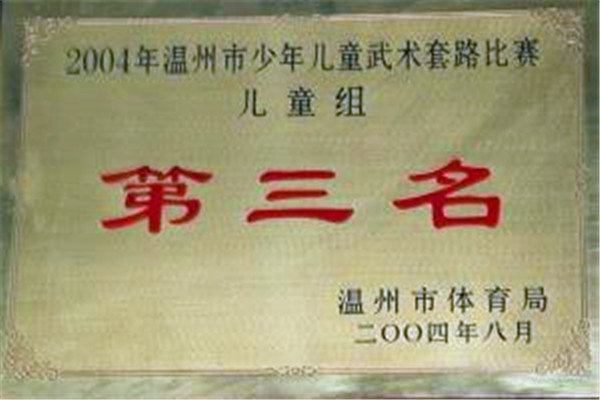 2004年温州市少年儿童武术套路比赛
儿童组
第三名
温州市体育局
二〇〇四年八月